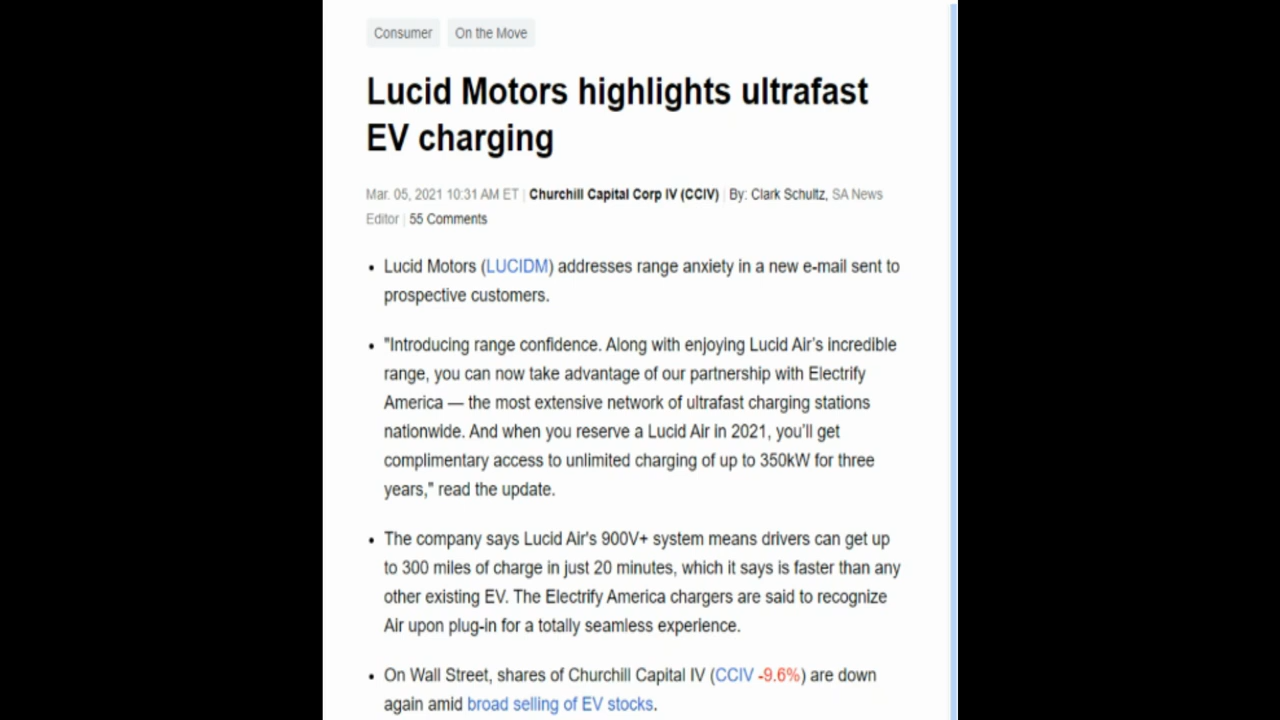 Consumer On the Move
Lucid Motors highlights ultrafast
EV charging
Mar. 05, 2021 10:31 AM ET | Churchill Capital Corp IV (CCIV) | By: Clark Schultz, SA News
Editor | 55 Comments
• Lucid Motors (LUCIDM) addresses range anxiety in a new e-mail sent to
prospective customers.
• "Introducing range confidence. Along with enjoying Lucid Air’s incredible
range, you can now take advantage of our partnership with Electrify
America — the most extensive network of ultrafast charging stations
nationwide. And when you reserve a Lucid Air in 2021, you’ll get
complimentary access to unlimited charging of up to 350kW for three
years," read the update.
• The company says Lucid Air's 900V+ system means drivers can get up
to 300 miles of charge in just 20 minutes, which it says is faster than any
other existing EV. The Electrify America chargers are said to recognize
Air upon plug-in for a totally seamless experience.
• On Wall Street, shares of Churchill Capital IV (CCIV -9.6%) are down
again amid broad selling of EV stocks.